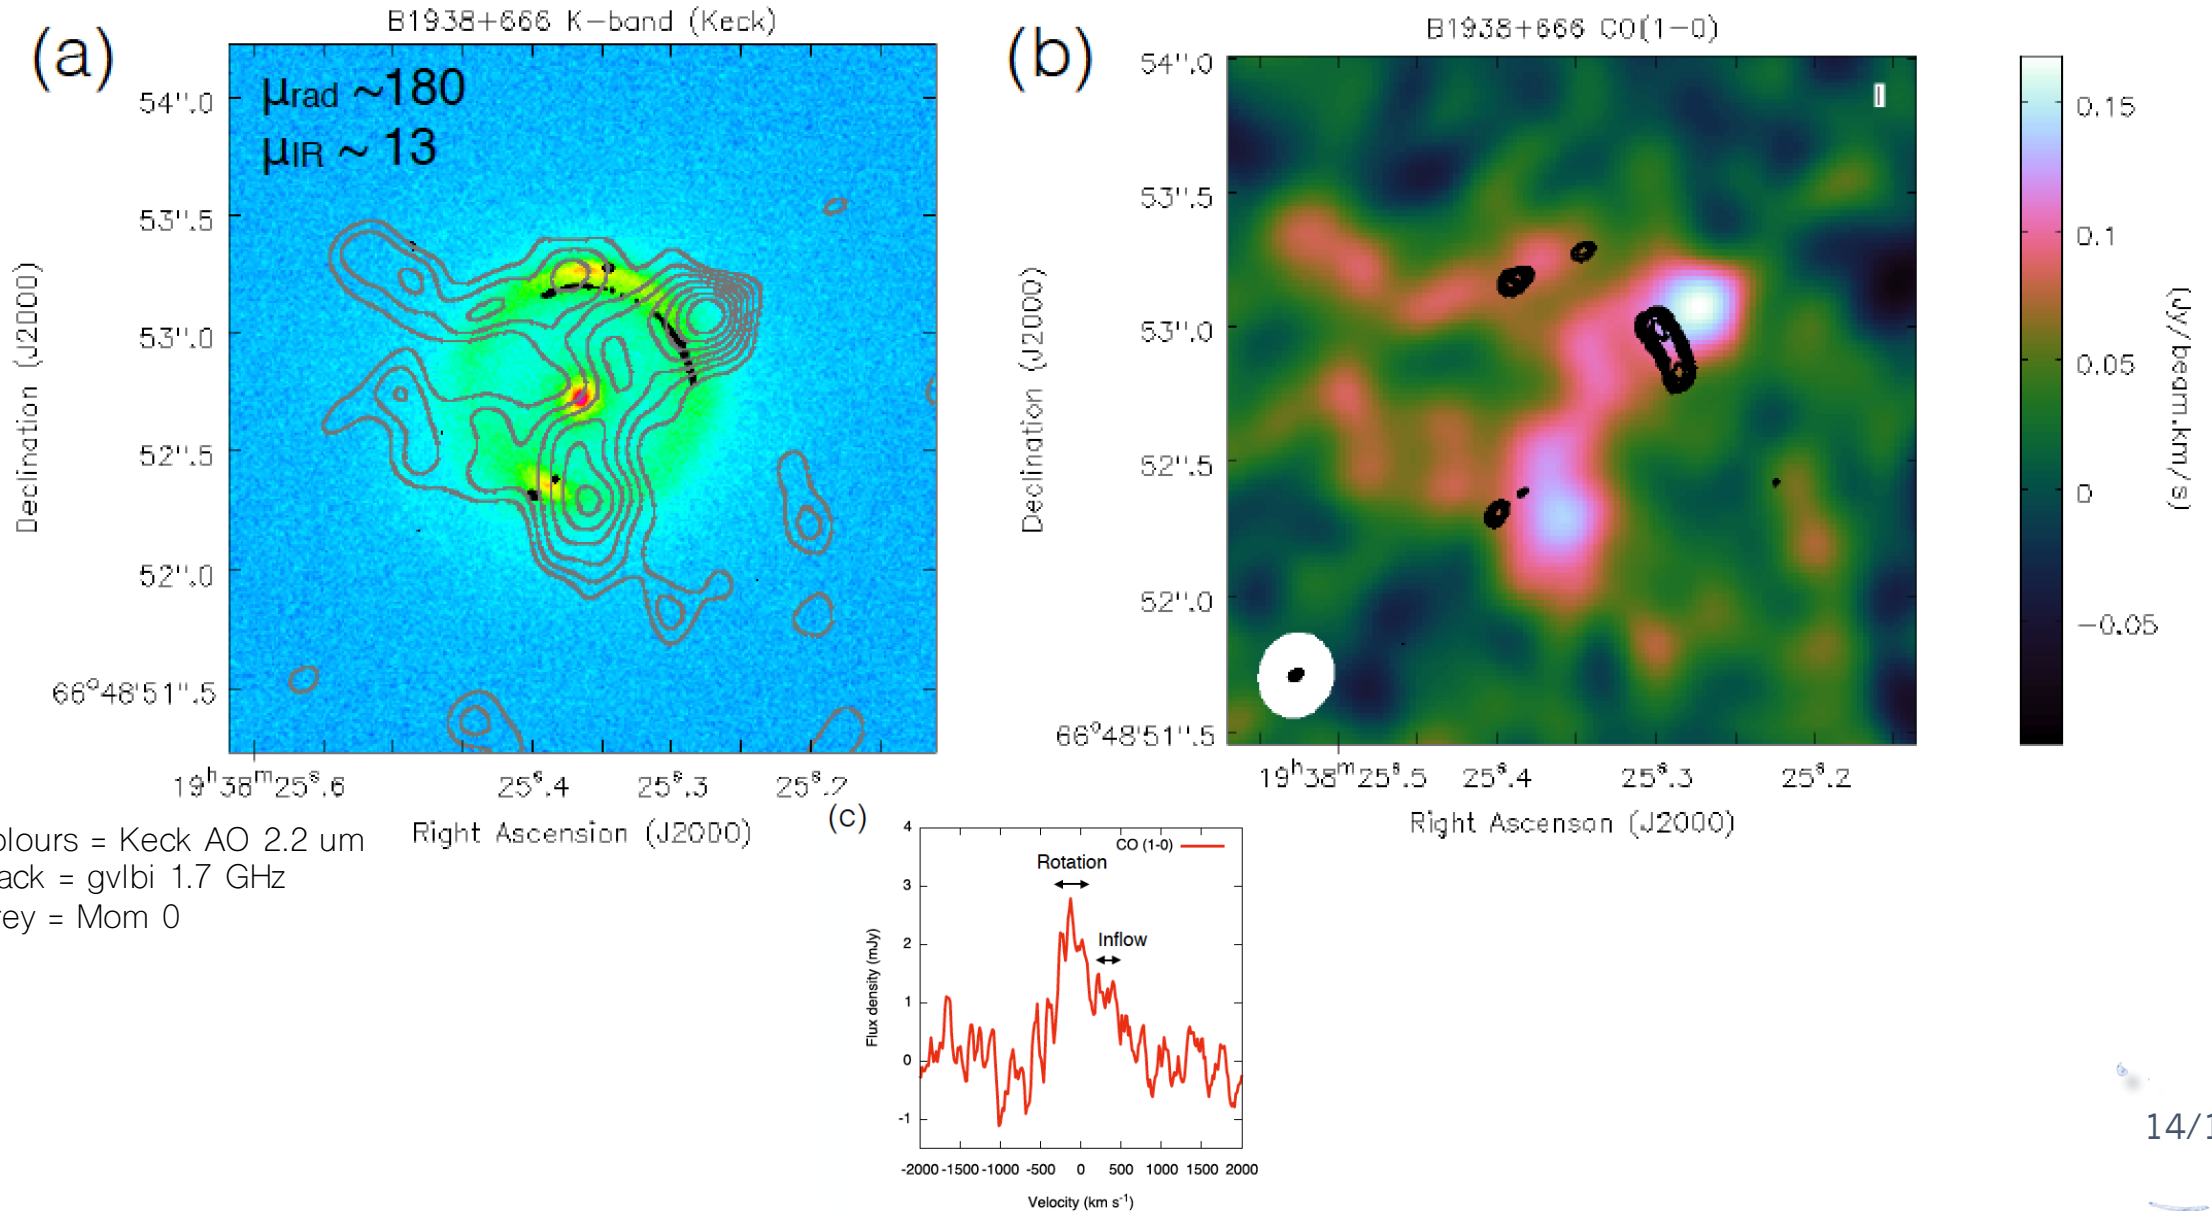 (a)
B1938+666 K-band (Keck)
μrad ~180
μIR ~ 13
54".0
53".5
53".0
52".5
52".0
66°48'51".5
Declination (J2000)
19h38m25s.6
25s.4
25s.3
25s.2
Right Ascension (J2000)
olours = Keck AO 2.2 um
ack = gvlbi 1.7 GHz
rey = Mom 0
(b)
B1938+666 CO(1-0)
54".0
53".5
53".0
52".5
52".0
66°48'51".5
Declination (J2000)
19h38m25s.5
25s.4
25s.3
25s.2
Right Ascenson (J2000)
0.15
0.1
0.05
0
-0.05
(Jy/beam.km/s)
(c)
CO (1-0)
Rotation
Inflow
4
3
2
1
0
-1
Flux density (mJy)
-2000 -1500 -1000 -500 0 500 1000 1500 2000
Velocity (km s-1)
14/1